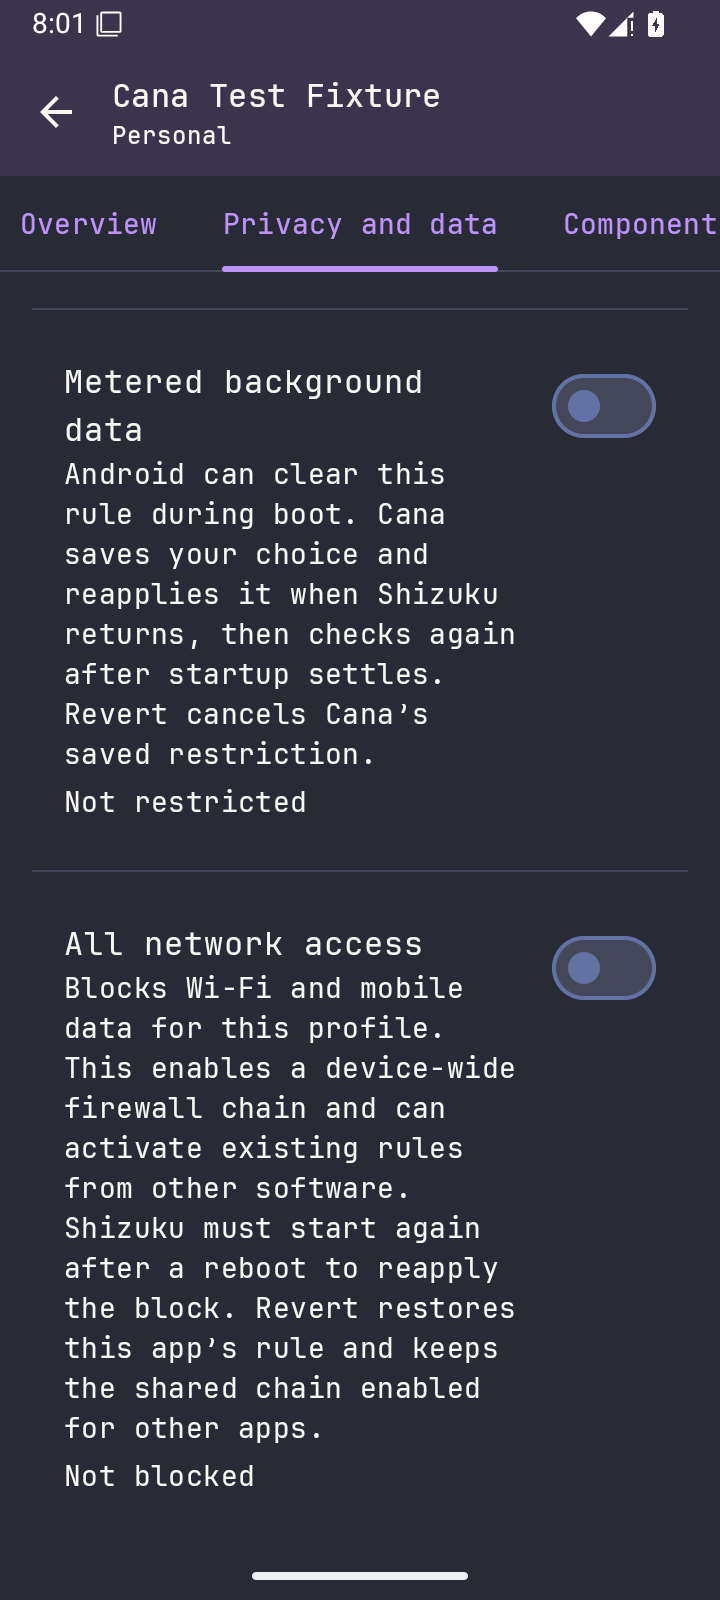 8:01
Cana Test Fixture
Personal
Overview
Privacy and data
Component
Metered background
data
Android can clear this
rule during boot. Cana
saves your choice and
reapplies it when Shizuku
returns, then checks again
after startup settles.
Revert cancels Cana’s
saved restriction.
Not restricted
All network access
Blocks Wi-Fi and mobile
data for this profile.
This enables a device-wide
firewall chain and can
activate existing rules
from other software.
Shizuku must start again
after a reboot to reapply
the block. Revert restores
this app’s rule and keeps
the shared chain enabled
for other apps.
Not blocked